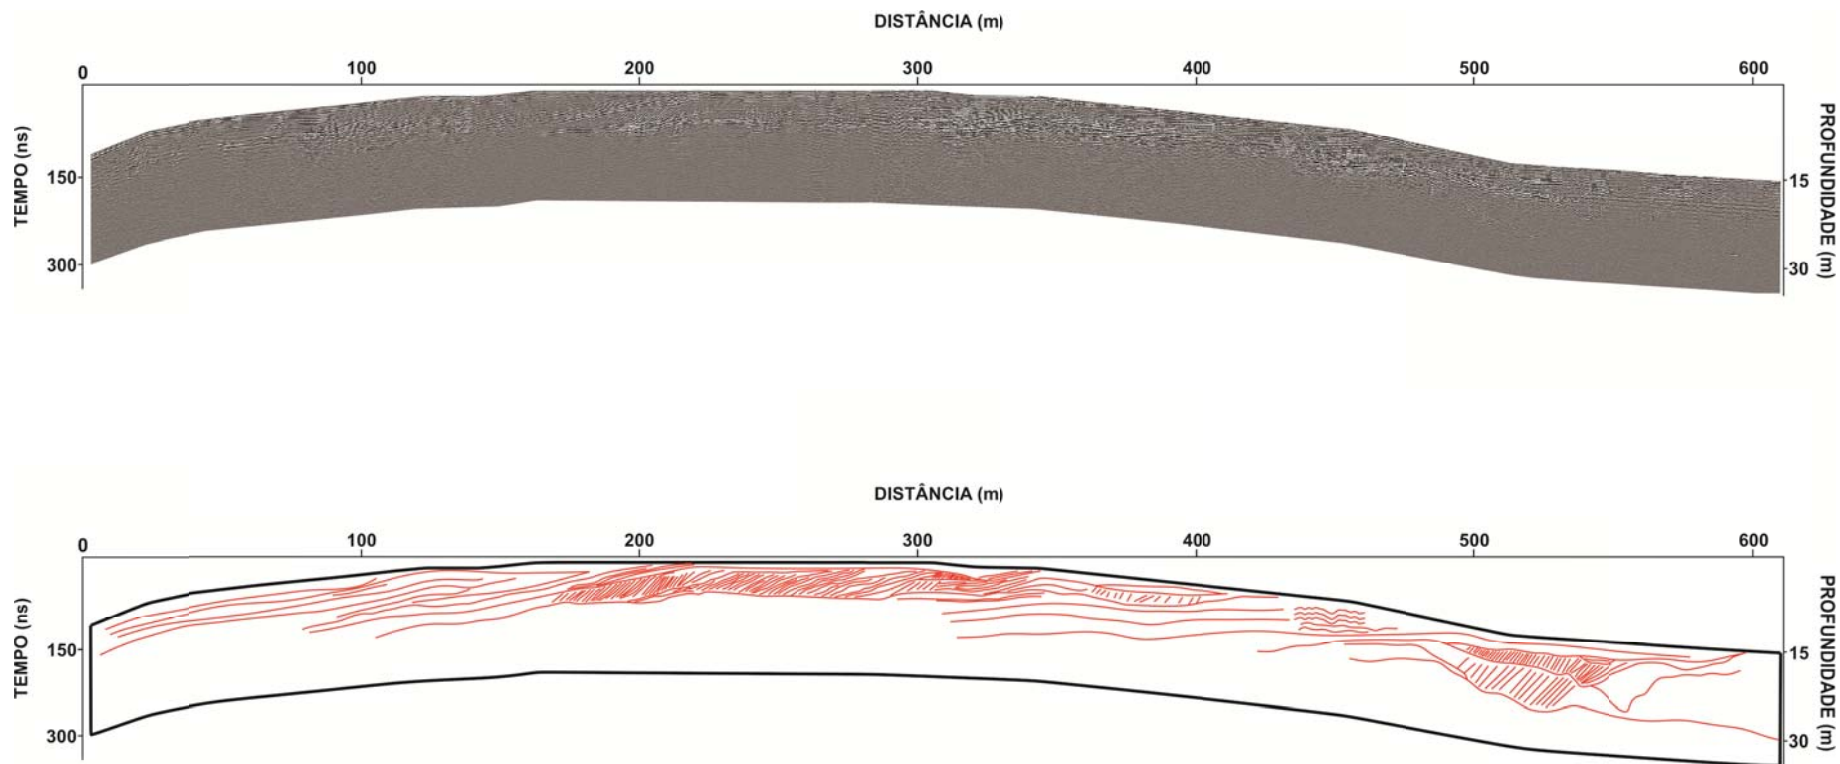 DISTÂNCIA (m)
0 100 200 300 400 500 600
TEMPO (ns)
150
300
PROFUNDIDADE (m)
15
30
DISTÂNCIA (m)
0 100 200 300 400 500 600
TEMPO (ns)
150
300
PROFUNDIDADE (m)
15
30